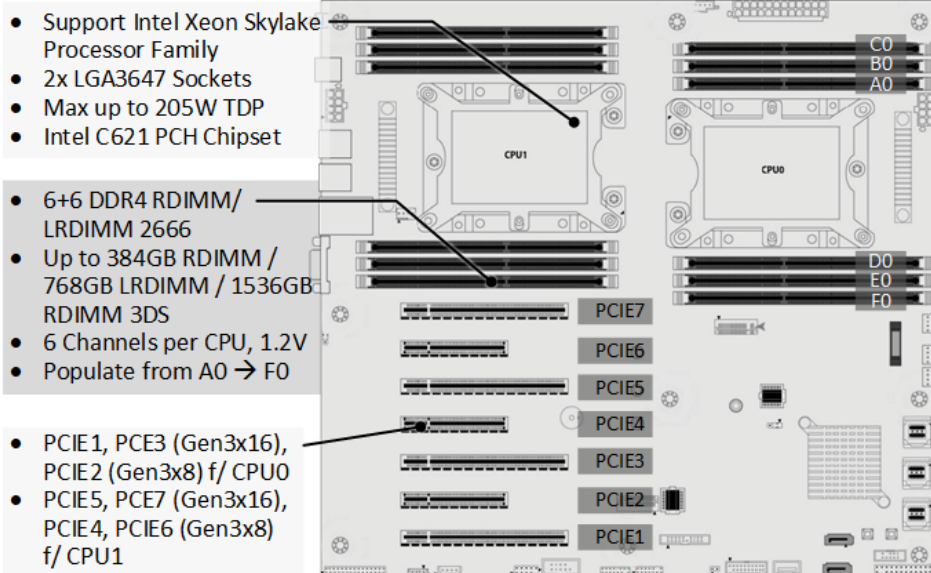 • Support Intel Xeon Skylake
Processor Family
• 2x LGA3647 Sockets
• Max up to 205W TDP
• Intel C621 PCH Chipset
• 6+6 DDR4 RDIMM/
LRDIMM 2666
• Up to 384GB RDIMM /
768GB LRDIMM / 1536GB
RDIMM 3DS
• 6 Channels per CPU, 1.2V
• Populate from A0 → F0
• PCIE1, PCE3 (Gen3x16),
PCIE2 (Gen3x8) f/ CPU0
• PCIE5, PCE7 (Gen3x16),
PCIE4, PCIE6 (Gen3x8)
f/ CPU1
C0
B0
A0
CPU1
CPU0
D0
E0
F0
PCIE7
PCIE6
PCIE5
PCIE4
PCIE3
PCIE2
PCIE1